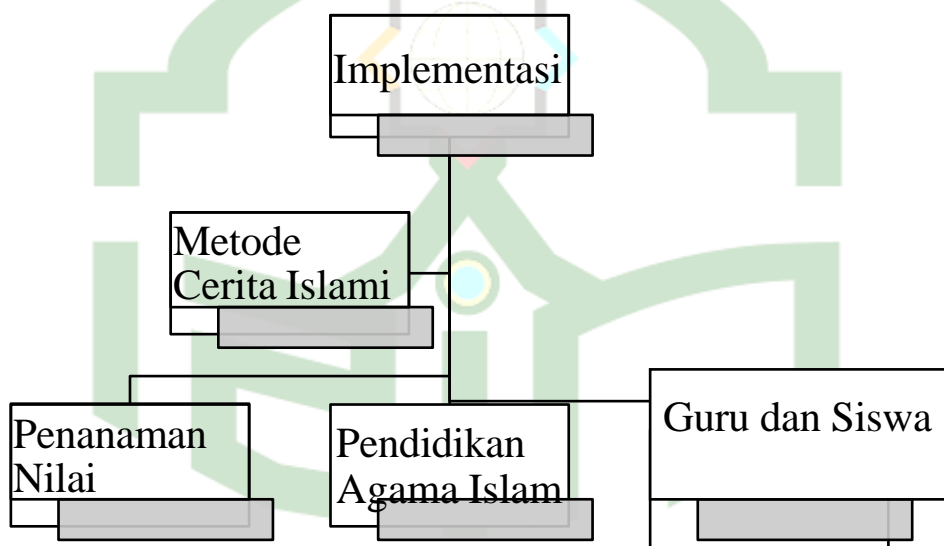 Implementasi
Metode
Cerita Islami
Penanaman
Nilai
Pendidikan
Agama Islam
Guru dan Siswa